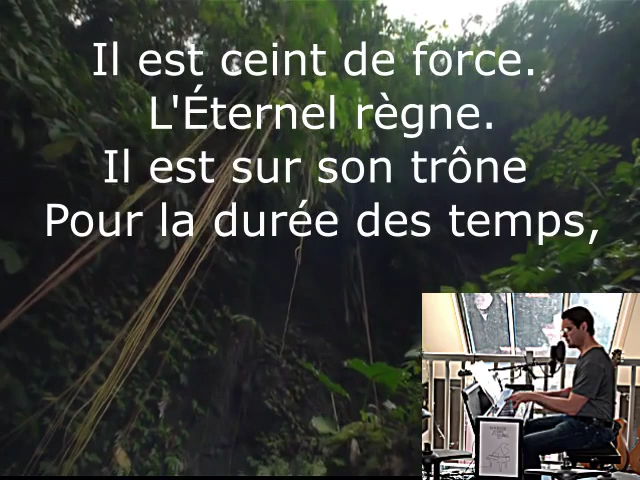 Il est ceint de force.
L'Éternel règne.
Il est sur son trône
Pour la durée des temps,